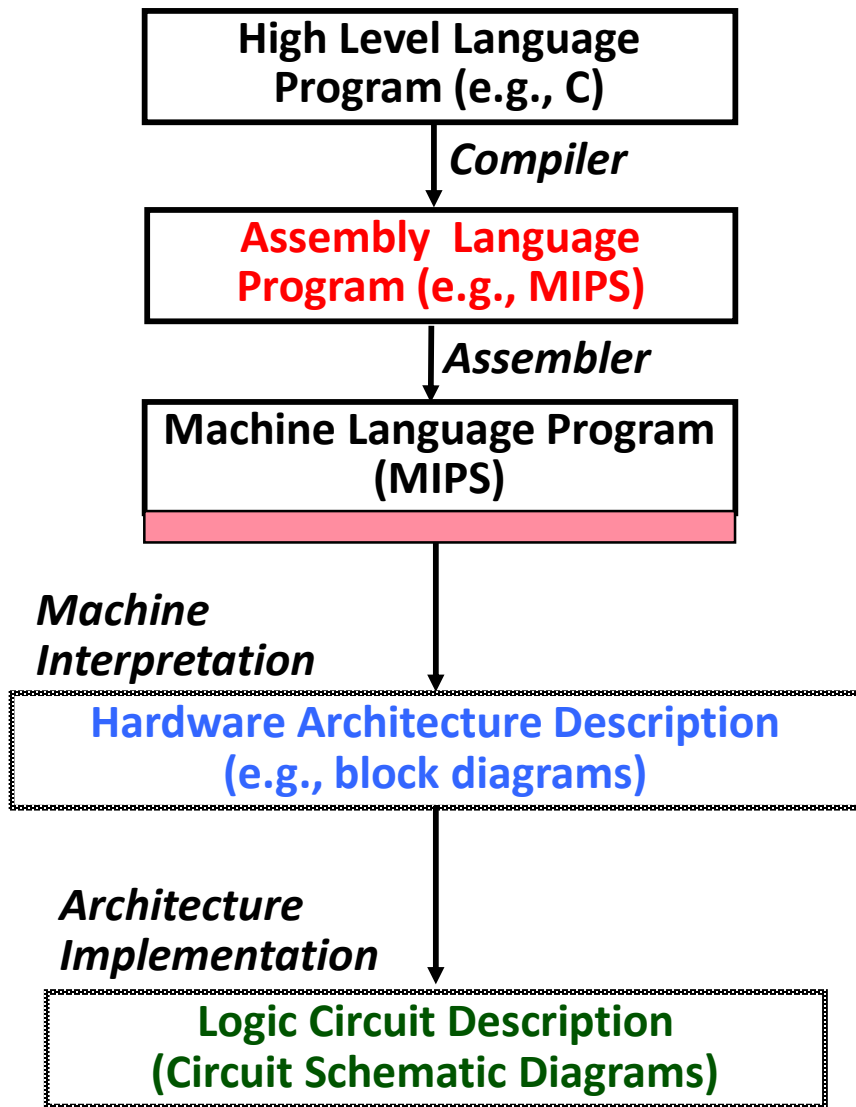 High Level Language
Program (e.g., C)
Compiler
Assembly Language
Program (e.g., MIPS)
Assembler
Machine Language Program
(MIPS)
Machine
Interpretation
Hardware Architecture Description
(e.g., block diagrams)
Architecture
Implementation
Logic Circuit Description
(Circuit Schematic Diagrams)